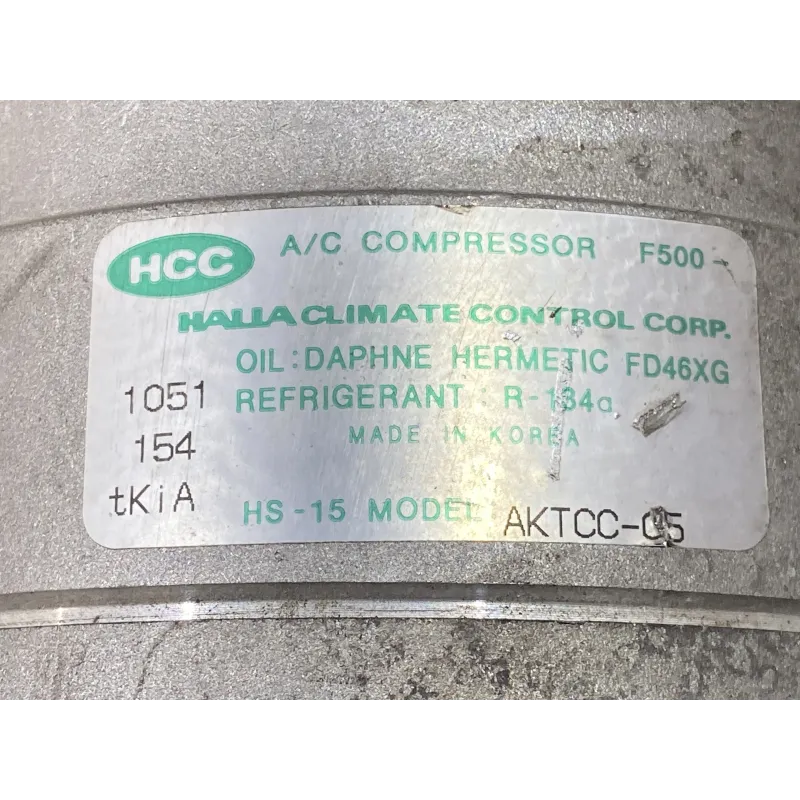 HCC
A/C COMPRESSOR F500-
HALLA CLIMATE CONTROL CORP.
OIL:DAPHNE HERMETIC FD46XG
1051 REFRIGERANT : R-134a
MADE IN KOREA
154
tKiA
HS-15 MODEL: AKTCC-05